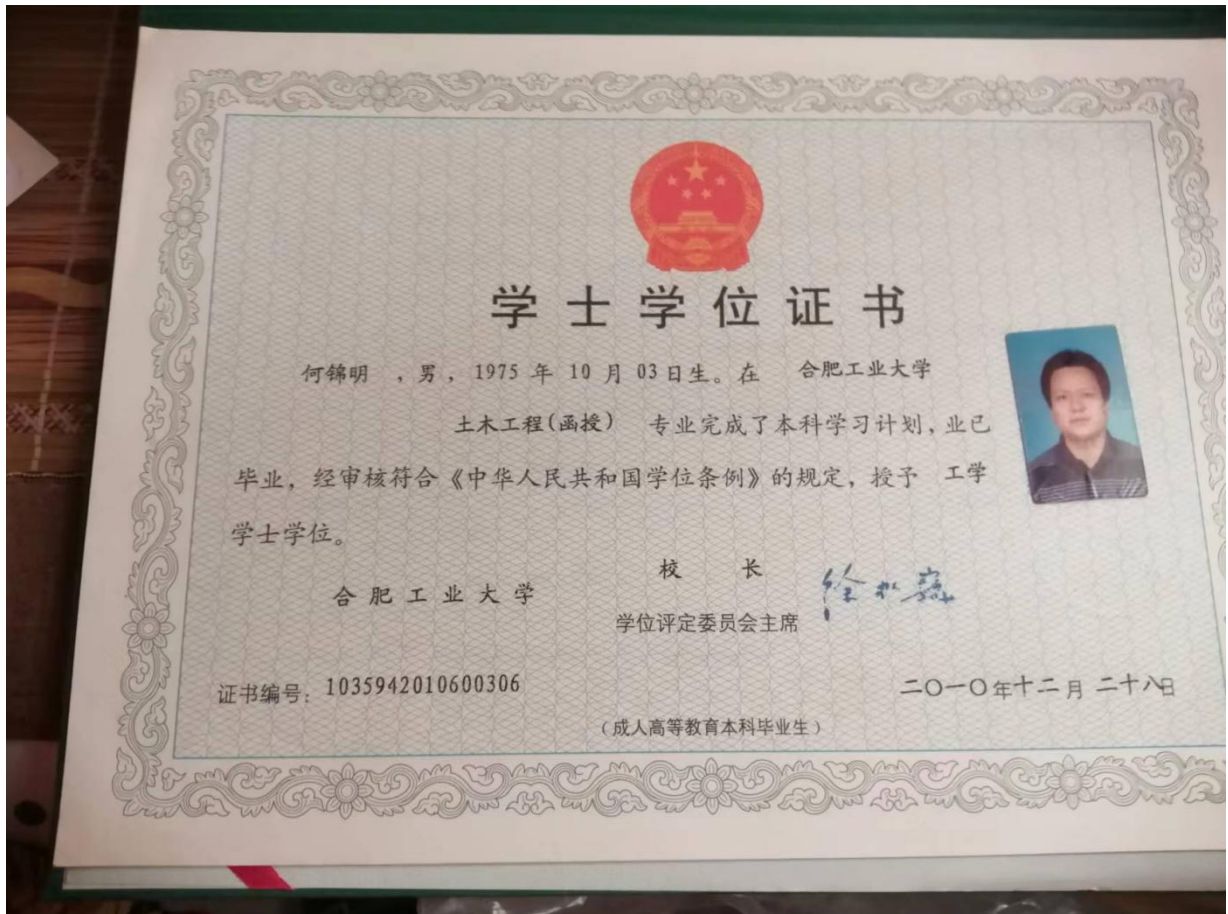 学士学位证书
何锦明 ，男，1975 年 10 月 03日生。在 合肥工业大学
土木工程(函授) 专业完成了本科学习计划，业已
毕业，经审核符合《中华人民共和国学位条例》的规定，授予 工学
学士学位。
合肥工业大学
校 长
学位评定委员会主席
证书编号：1035942010600306
二〇一〇年十二月二十八日
（成人高等教育本科毕业生）